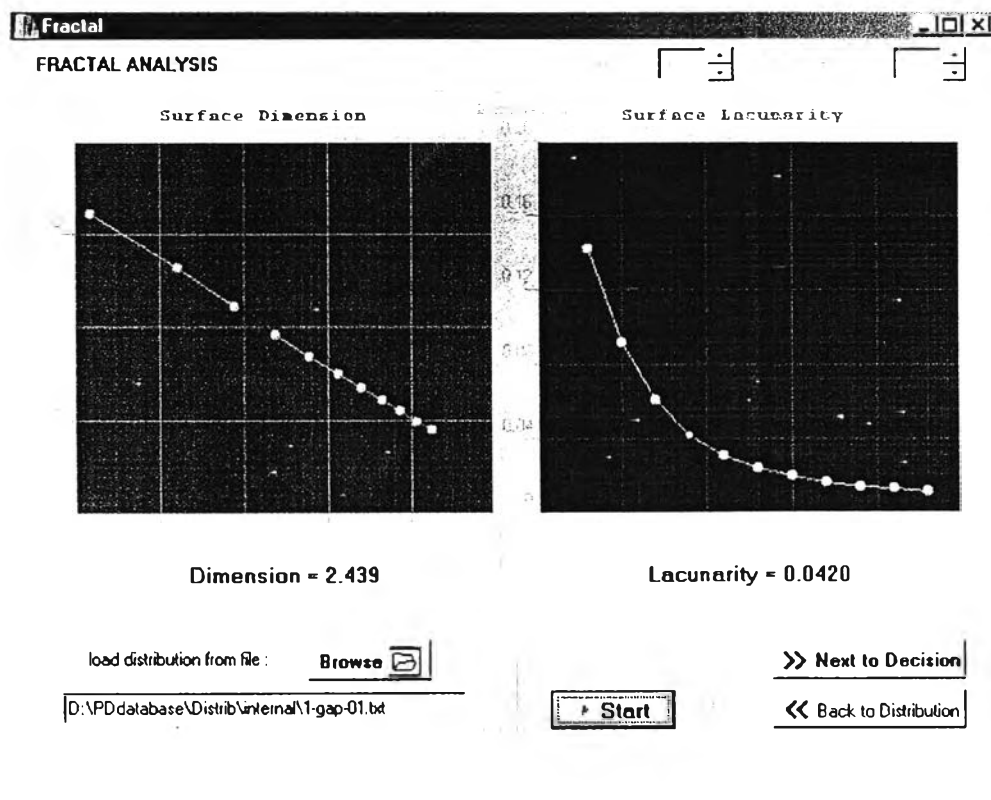 Fractal
FRACTAL ANALYSIS
Surface Dimension
Surface Lacunarity
0.16
0.12
0.04
0
Dimension = 2.439
Lacunarity = 0.0420
load distribution from file :
Browse
>> Next to Decision
D:\PDdatabase\Distrib\internal\1-gap-01.txt
Start
<< Back to Distribution